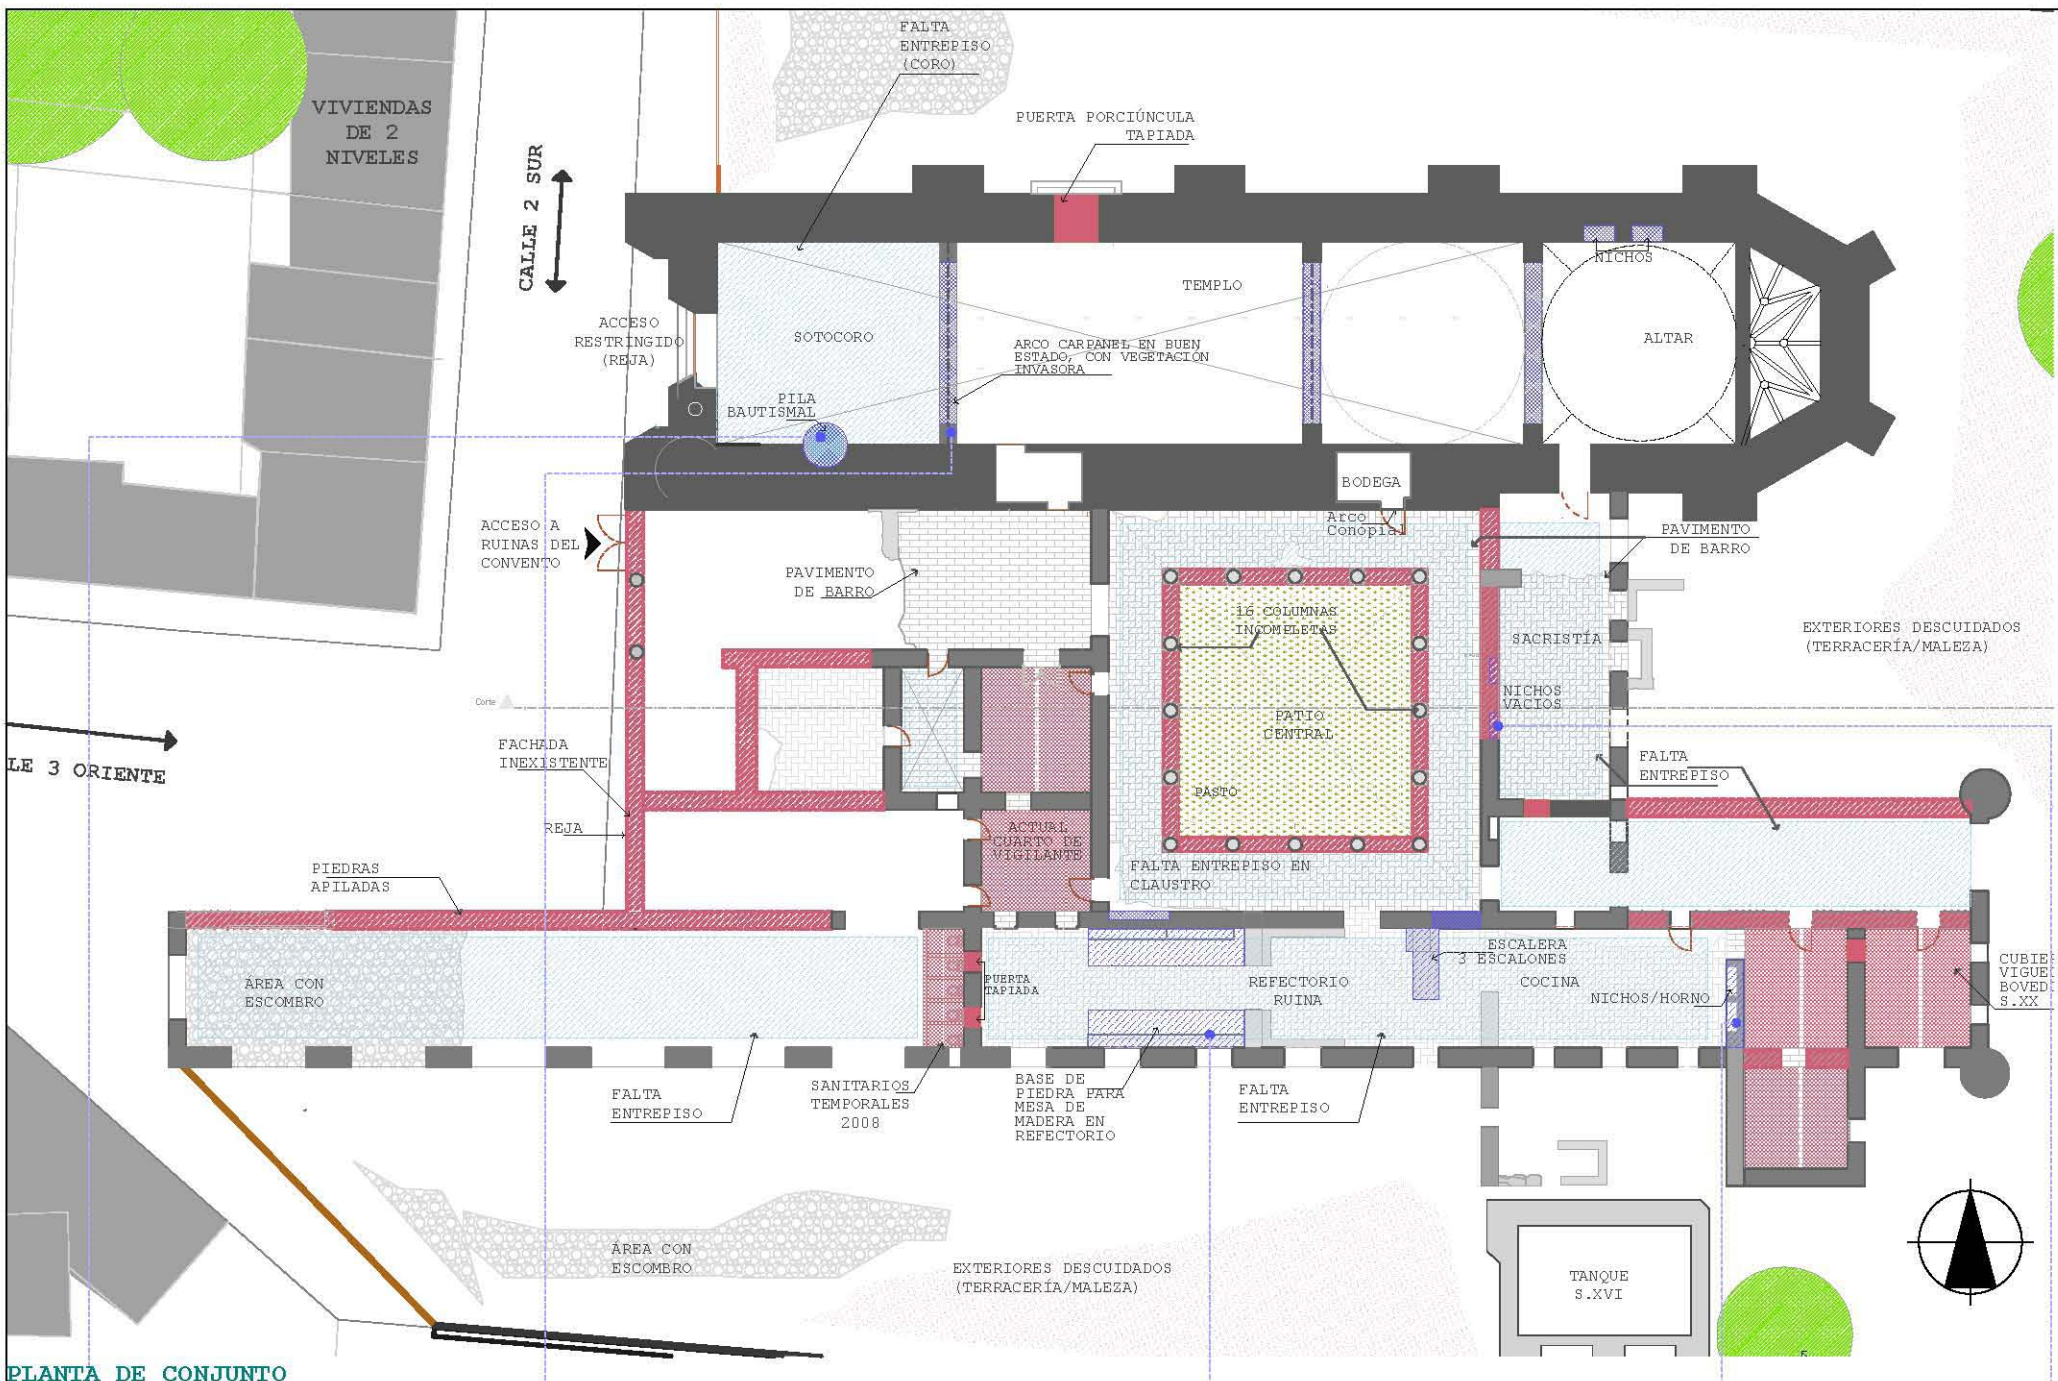 FALTA
ENTREPISO
(CORO)
VIVIENDAS
DE 2
NIVELES
PUERTA PORCIÚNCULA
TAPIADA
CALLE 2 SUR
NICHOS
TEMPLO
ACCESO
RESTRINGIDO
(REJA)
SOTOCORO
ARCO CARPANEL EN BUEN
ESTADO, CON VEGETACIÓN
INVASORA
ALTAR
PILA
BAUTISMAL
BODEGA
Arco
Conopial
ACCESO A
RUINAS DEL
CONVENTO
PAVIMENTO
DE BARRO
PAVIMENTO
DE BARRO
16 COLUMNAS
INCOMPLETAS
SACRISTÍA
EXTERIORES DESCUIDADOS
(TERRACERÍA/MALEZA)
NICHOS
VACIOS
Corte
PATIO
CENTRAL
FACHADA
INEXISTENTE
LE 3 ORIENTE
FALTA
ENTREPISO
PASTO
REJA
ACTUAL
CUARTO DE
VIGILANTE
PIEDRAS
APILADAS
FALTA ENTREPISO EN
CLAUSTRO
ESCALERA
3 ESCALONES
ÁREA CON
ESCOMBRO
PUERTA
TAPIADA
REFECTORIO
RUINA
COCINA
NICHOS/HORNO
CUBIE
VIGUE
BOVED
S.XX
FALTA
ENTREPISO
SANITARIOS
TEMPORALES
2008
BASE DE
PIEDRA PARA
MESA DE
MADERA EN
REFECTORIO
FALTA
ENTREPISO
ÁREA CON
ESCOMBRO
EXTERIORES DESCUIDADOS
(TERRACERÍA/MALEZA)
TANQUE
S.XVI
PLANTA DE CONJUNTO